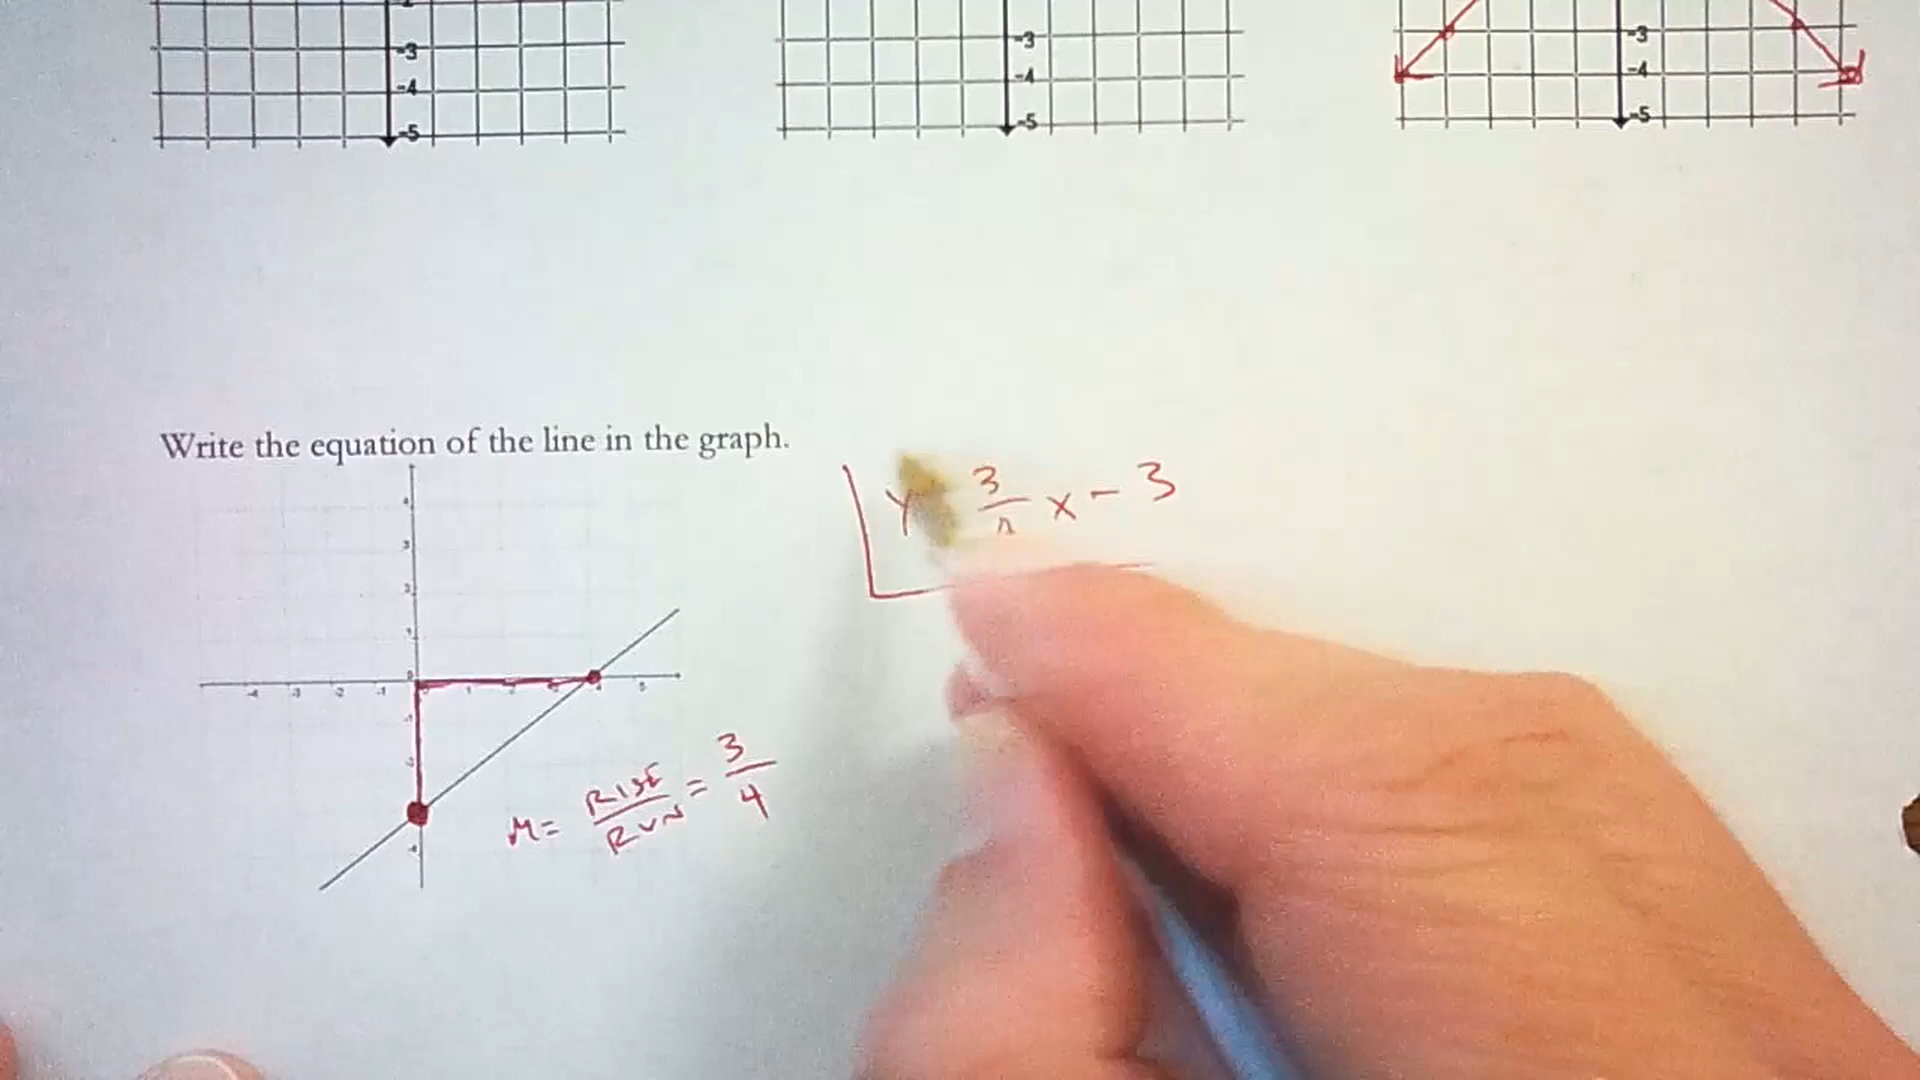 -3 -3 -3
-4 -4 -4
-5 -5 -5
Write the equation of the line in the graph.
y 3/ x - 3
M = RISE/RUN = 3/4